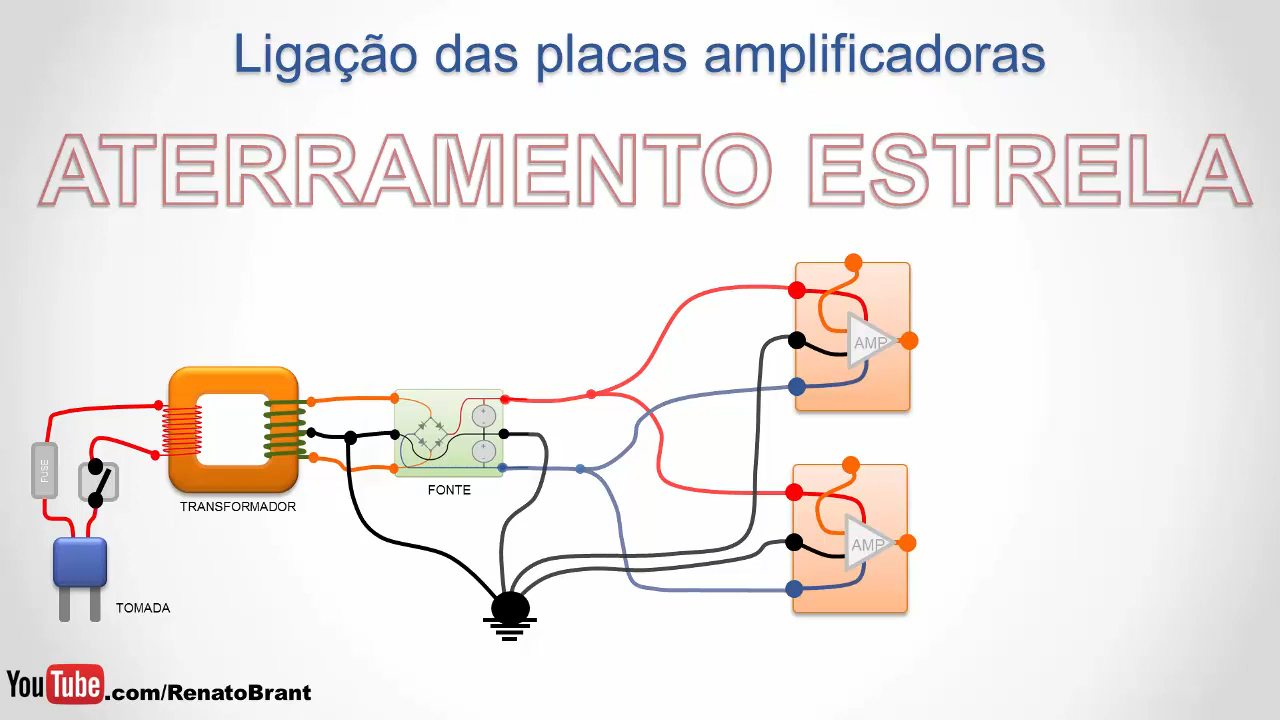 Ligação das placas amplificadoras
ATERRAMENTO ESTRELA
AMP
TRANSFORMADOR
FUSE
FONTE
AMP
TOMADA
YouTube.com/RenatoBrant